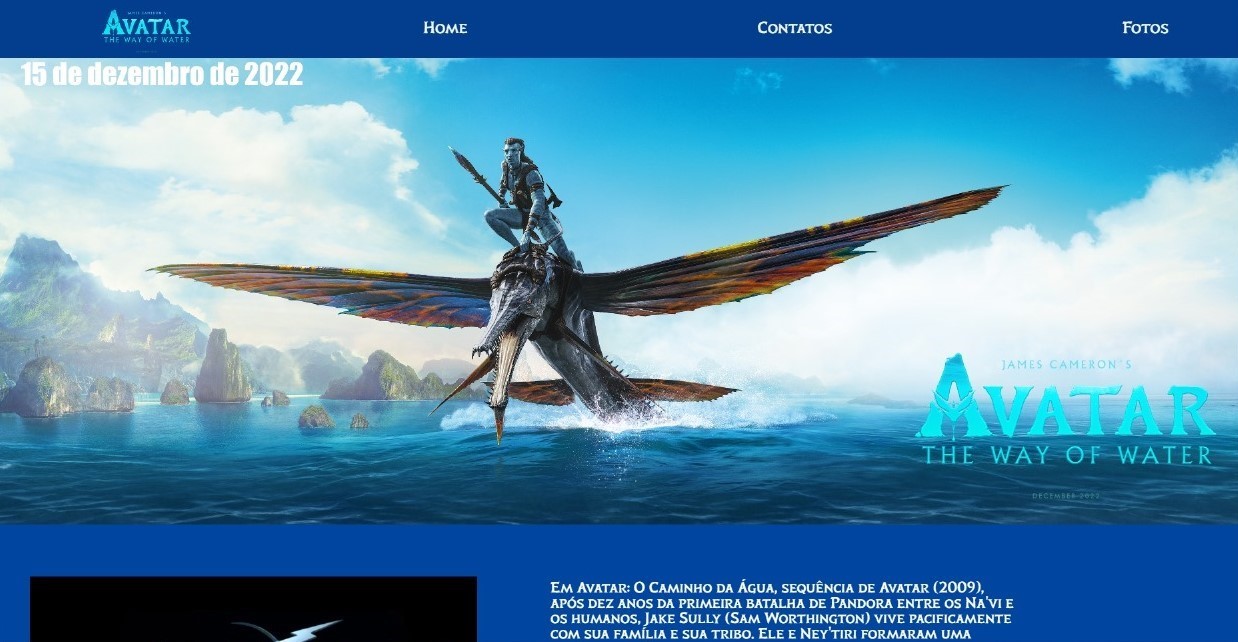 JAMES CAMERON'S
AVATAR
THE WAY OF WATER
Home
Contatos
Fotos
15 de dezembro de 2022
JAMES CAMERON'S
AVATAR
THE WAY OF WATER
DECEMBER 2022
Em Avatar: O Caminho da Água, sequência de Avatar (2009),
após dez anos da primeira batalha de Pandora entre os Na'vi e
os humanos, Jake Sully (Sam Worthington) vive pacificamente
com sua família e sua tribo. Ele e Ney'tiri formaram uma